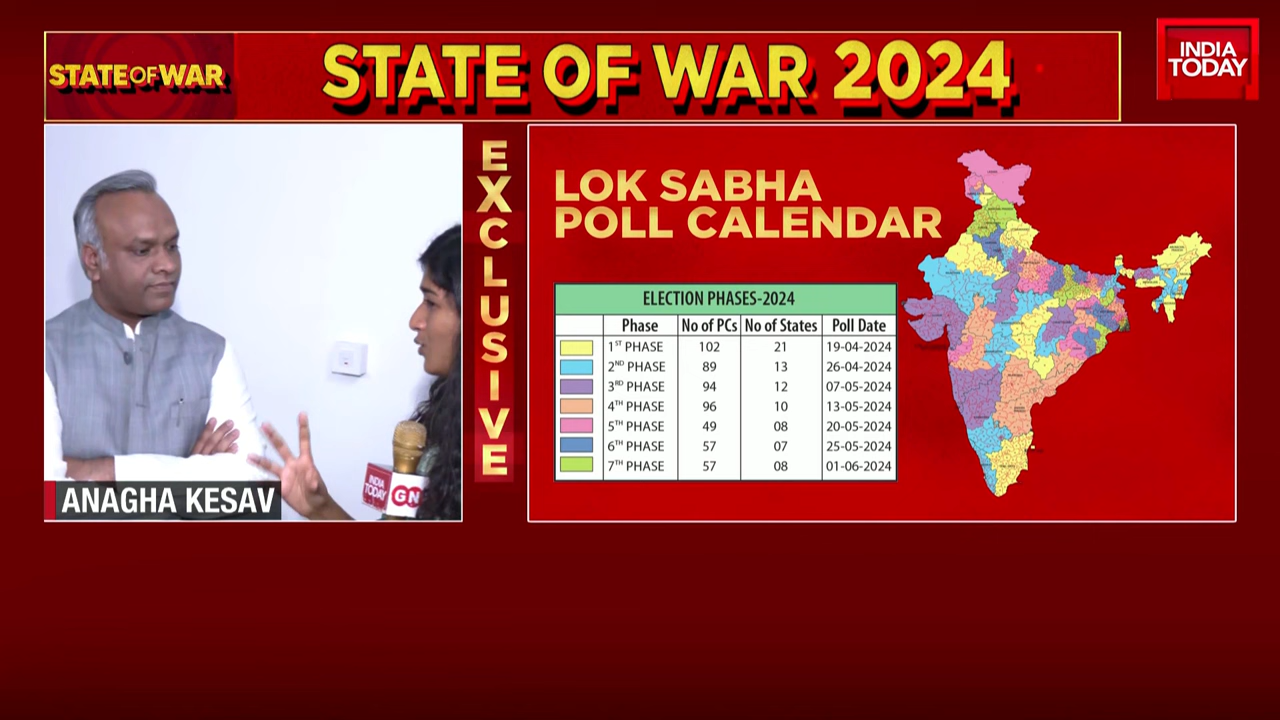 STATE OF WAR
STATE OF WAR 2024
INDIA
TODAY
EXCLUSIVE
LOK SABHA
POLL CALENDAR
ELECTION PHASES-2024
Phase No of PCs No of States Poll Date
1ST PHASE 102 21 19-04-2024
2ND PHASE 89 13 26-04-2024
3RD PHASE 94 12 07-05-2024
4TH PHASE 96 10 13-05-2024
5TH PHASE 49 08 20-05-2024
6TH PHASE 57 07 25-05-2024
7TH PHASE 57 08 01-06-2024
INDIA
TODAY
GN
ANAGHA KESAV